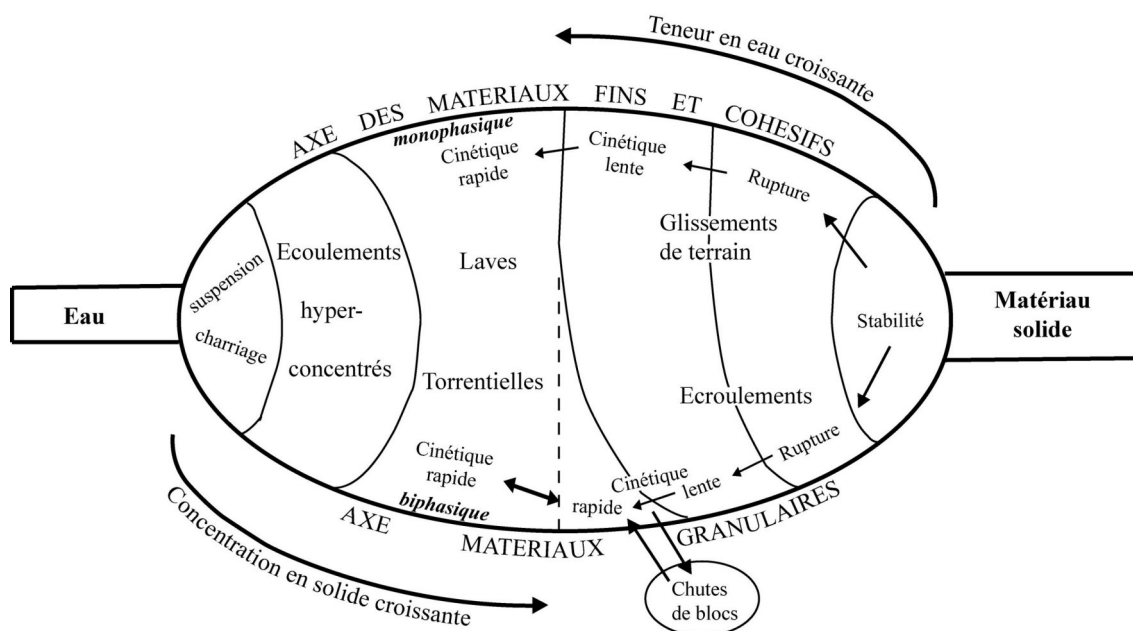 Teneur en eau croissante
AXE DES MATERIAUX FINS ET COHESIFS
monophasique
Cinétique
rapide
Cinétique
lente
Rupture
Glissements
de terrain
Ecoulements
hyper-
concentrés
Laves
Torrentielles
suspension
charriage
Eau
Stabilité
Matériau
solide
Ecroulements
Rupture
Cinétique
lente
rapide
Cinétique
rapide
biphasique
AXE MATERIAUX GRANULAIRES
Chutes
de blocs
Concentration en solide croissante